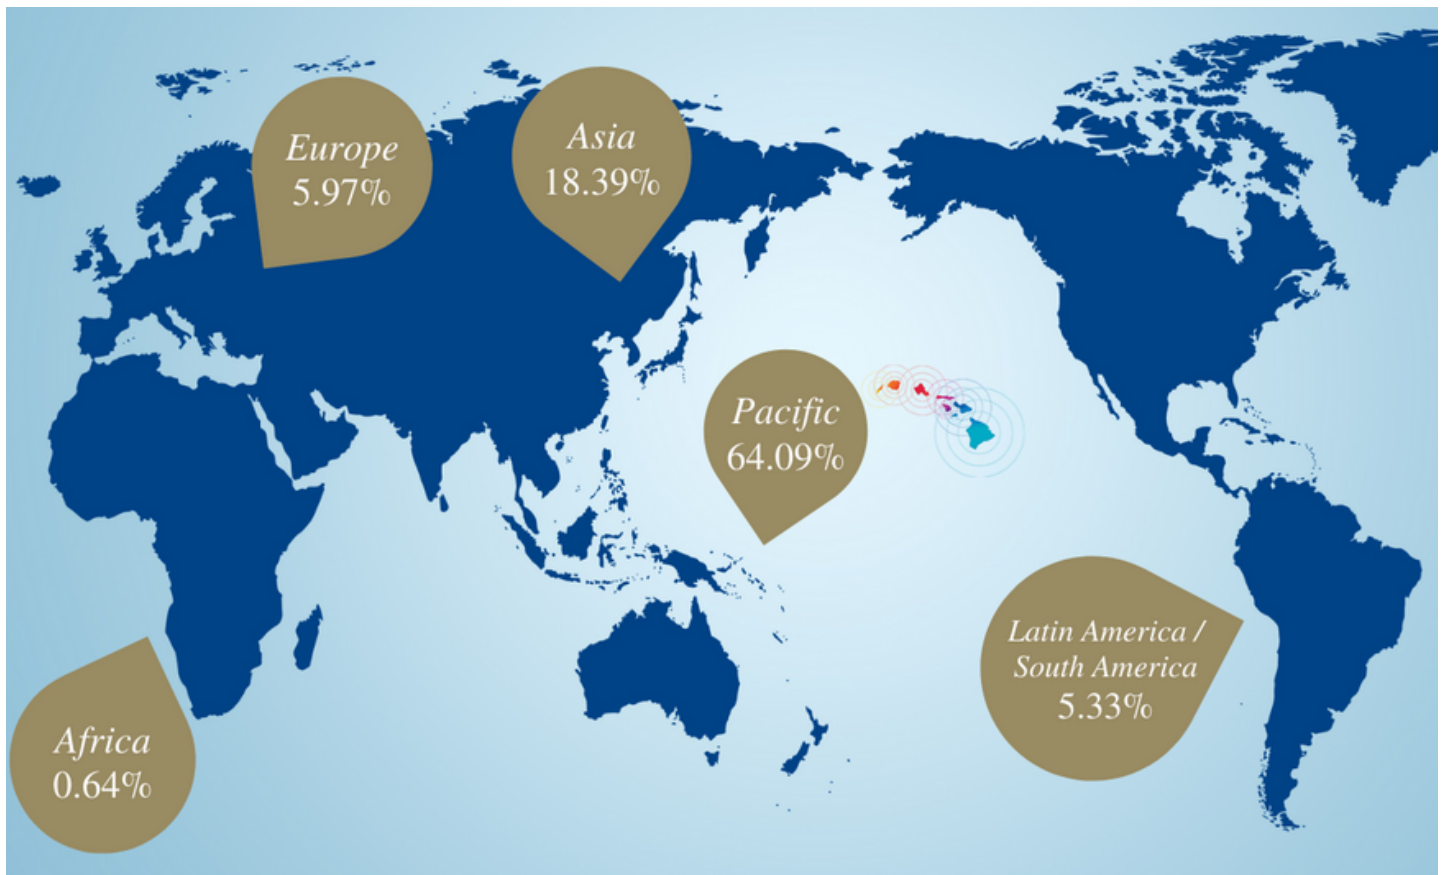 Europe
5.97%
Asia
18.39%
Pacific
64.09%
Latin America /
South America
5.33%
Africa
0.64%